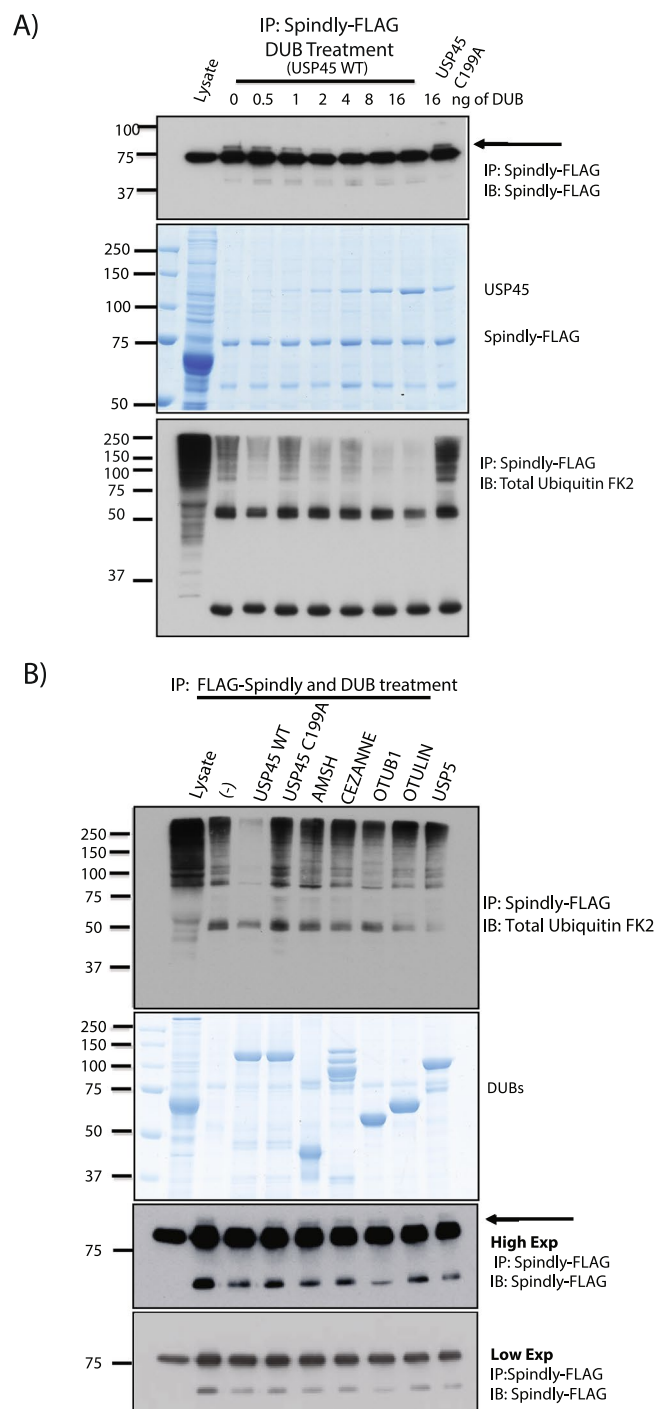 A)
IP: Spindly-FLAG
DUB Treatment
(USP45 WT)
Lysate
USP45
C199A
0 0.5 1 2 4 8 16 16 ng of DUB
100
75
37
IP: Spindly-FLAG
IB: Spindly-FLAG
250
150
100
75
50
USP45
Spindly-FLAG
250
150
100
75
50
37
IP: Spindly-FLAG
IB: Total Ubiquitin FK2
B)
IP: FLAG-Spindly and DUB treatment
Lysate
(-)
USP45 WT
USP45 C199A
AMSH
CEZANNE
OTUB1
OTULIN
USP5
250
150
100
75
50
37
IP: Spindly-FLAG
IB: Total Ubiquitin FK2
250
150
100
75
50
37
DUBs
75
High Exp
IP: Spindly-FLAG
IB: Spindly-FLAG
75
Low Exp
IP:Spindly-FLAG
IB: Spindly-FLAG